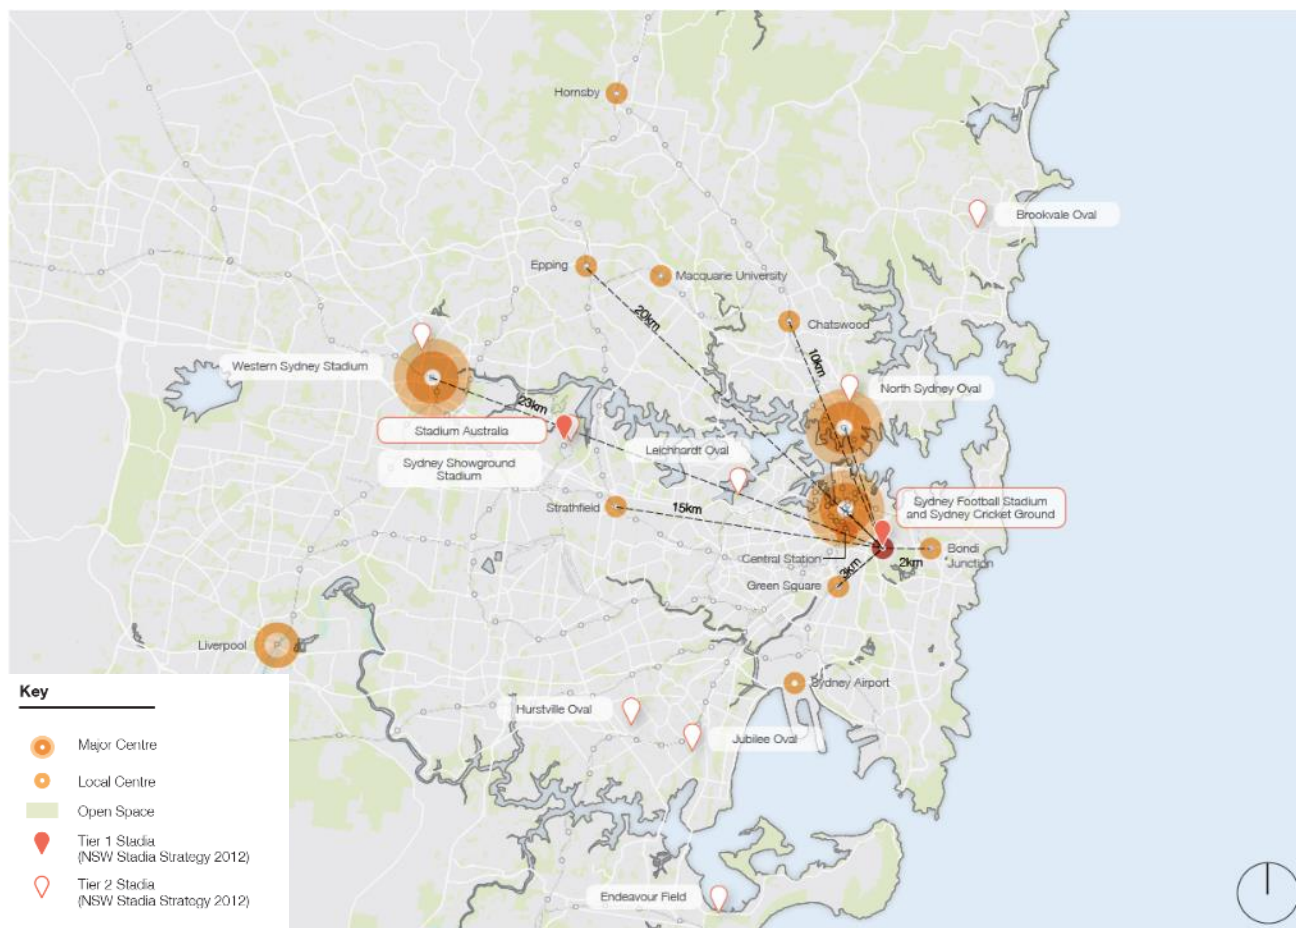 Hornsby
Brookvale Oval
Epping
Macquarie University
20km
Chatswood
10km
Western Sydney Stadium
North Sydney Oval
23km
Stadium Australia
Leichhardt Oval
Sydney Showground
Stadium
Strathfield
15km
Sydney Football Stadium
and Sydney Cricket Ground
Central Station
Bondi
Junction
2km
3km
Green Square
Liverpool
Sydney Airport
Hurstville Oval
Jubilee Oval
Endeavour Field
Key
Major Centre
Local Centre
Open Space
Tier 1 Stadia
(NSW Stadia Strategy 2012)
Tier 2 Stadia
(NSW Stadia Strategy 2012)